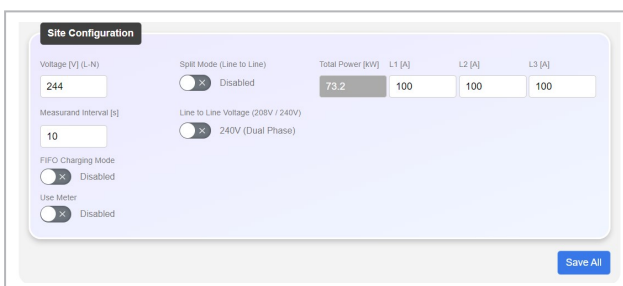 Site Configuration
Voltage [V] (L-N)
244
Split Mode (Line to Line)
Disabled
Total Power [kW]
73.2
L1 [A]
100
L2 [A]
100
L3 [A]
100
Measurand Interval [s]
10
Line to Line Voltage (208V / 240V)
240V (Dual Phase)
FIFO Charging Mode
Disabled
Use Meter
Disabled
Save All